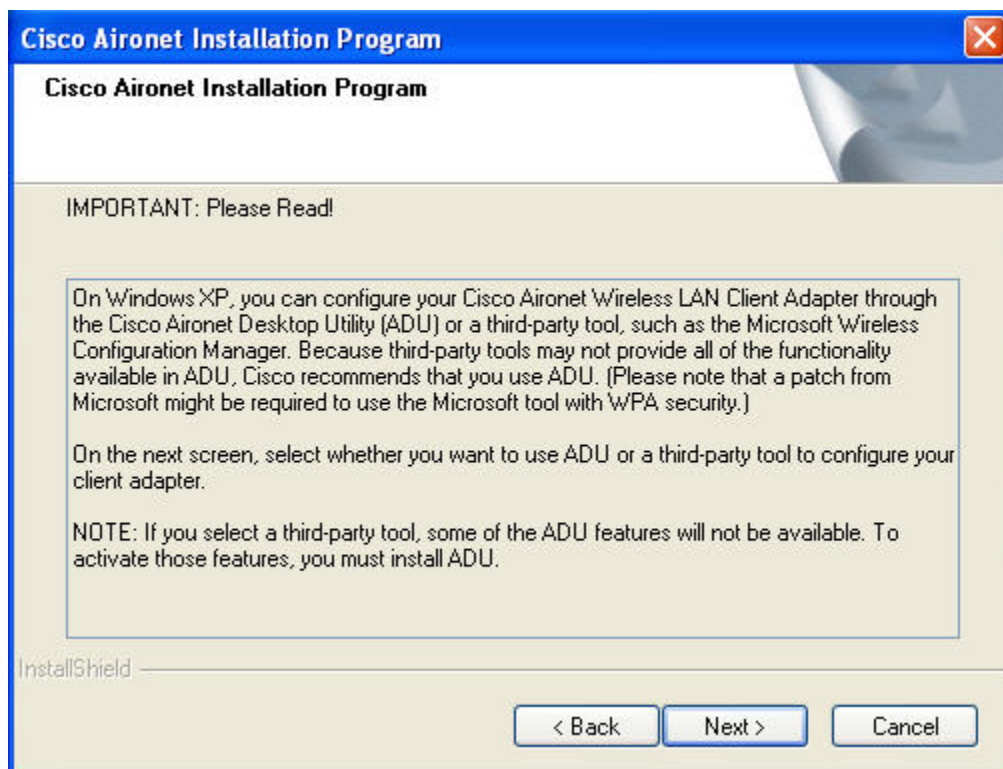 Cisco Aironet Installation Program
Cisco Aironet Installation Program
IMPORTANT: Please Read!
On Windows XP, you can configure your Cisco Aironet Wireless LAN Client Adapter through
the Cisco Aironet Desktop Utility (ADU) or a third-party tool, such as the Microsoft Wireless
Configuration Manager. Because third-party tools may not provide all of the functionality
available in ADU, Cisco recommends that you use ADU. (Please note that a patch from
Microsoft might be required to use the Microsoft tool with WPA security.)
On the next screen, select whether you want to use ADU or a third-party tool to configure your
client adapter.
NOTE: If you select a third-party tool, some of the ADU features will not be available. To
activate those features, you must install ADU.
InstallShield
< Back Next > Cancel